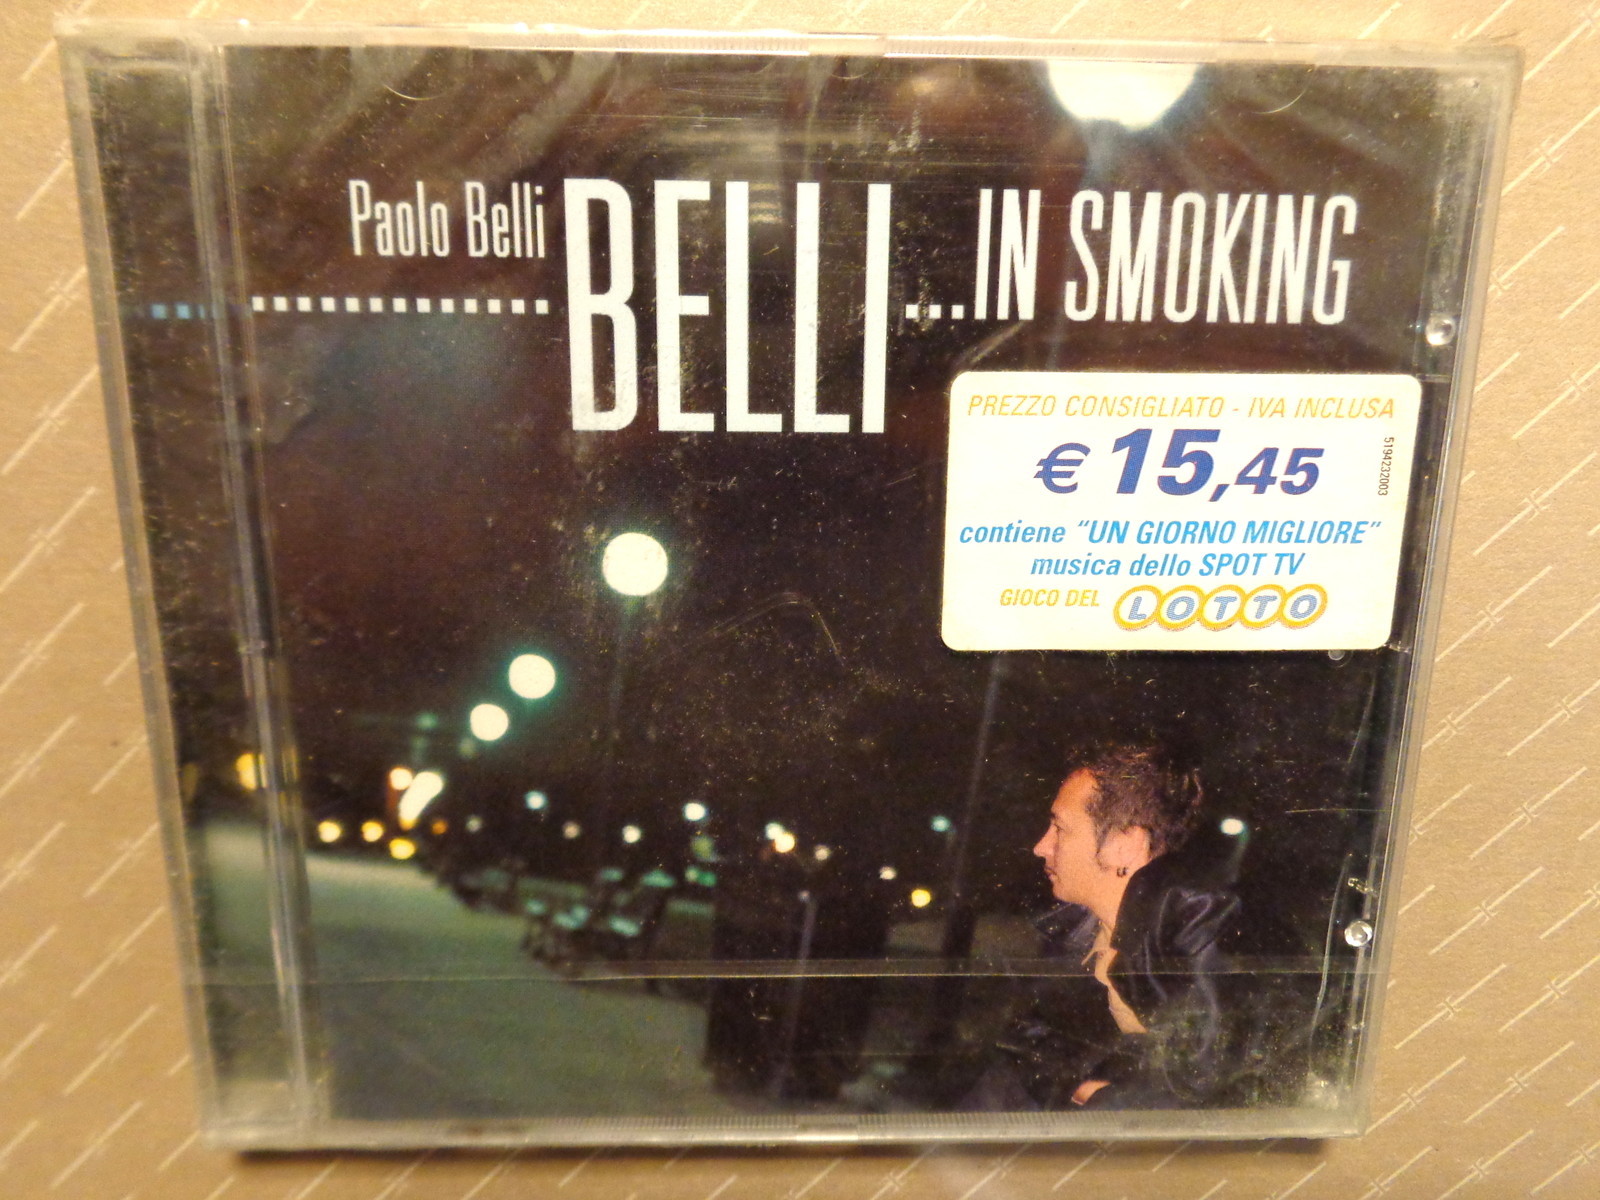 Paolo Belli
BELLI ...IN SMOKING
PREZZO CONSIGLIATO - IVA INCLUSA
€ 15,45
5194232003
contiene "UN GIORNO MIGLIORE"
musica dello SPOT TV
GIOCO DEL LOTTO